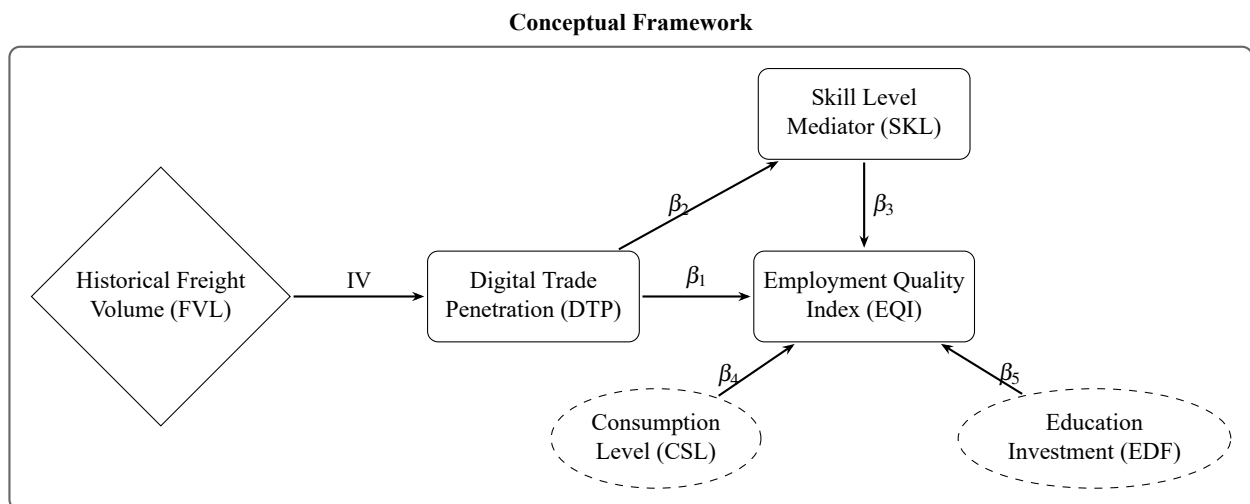 Conceptual Framework
Skill Level
Mediator (SKL)
β2
β3
Historical Freight
Volume (FVL)
IV
Digital Trade
Penetration (DTP)
β1
Employment Quality
Index (EQI)
β4
β5
Consumption
Level (CSL)
Education
Investment (EDF)